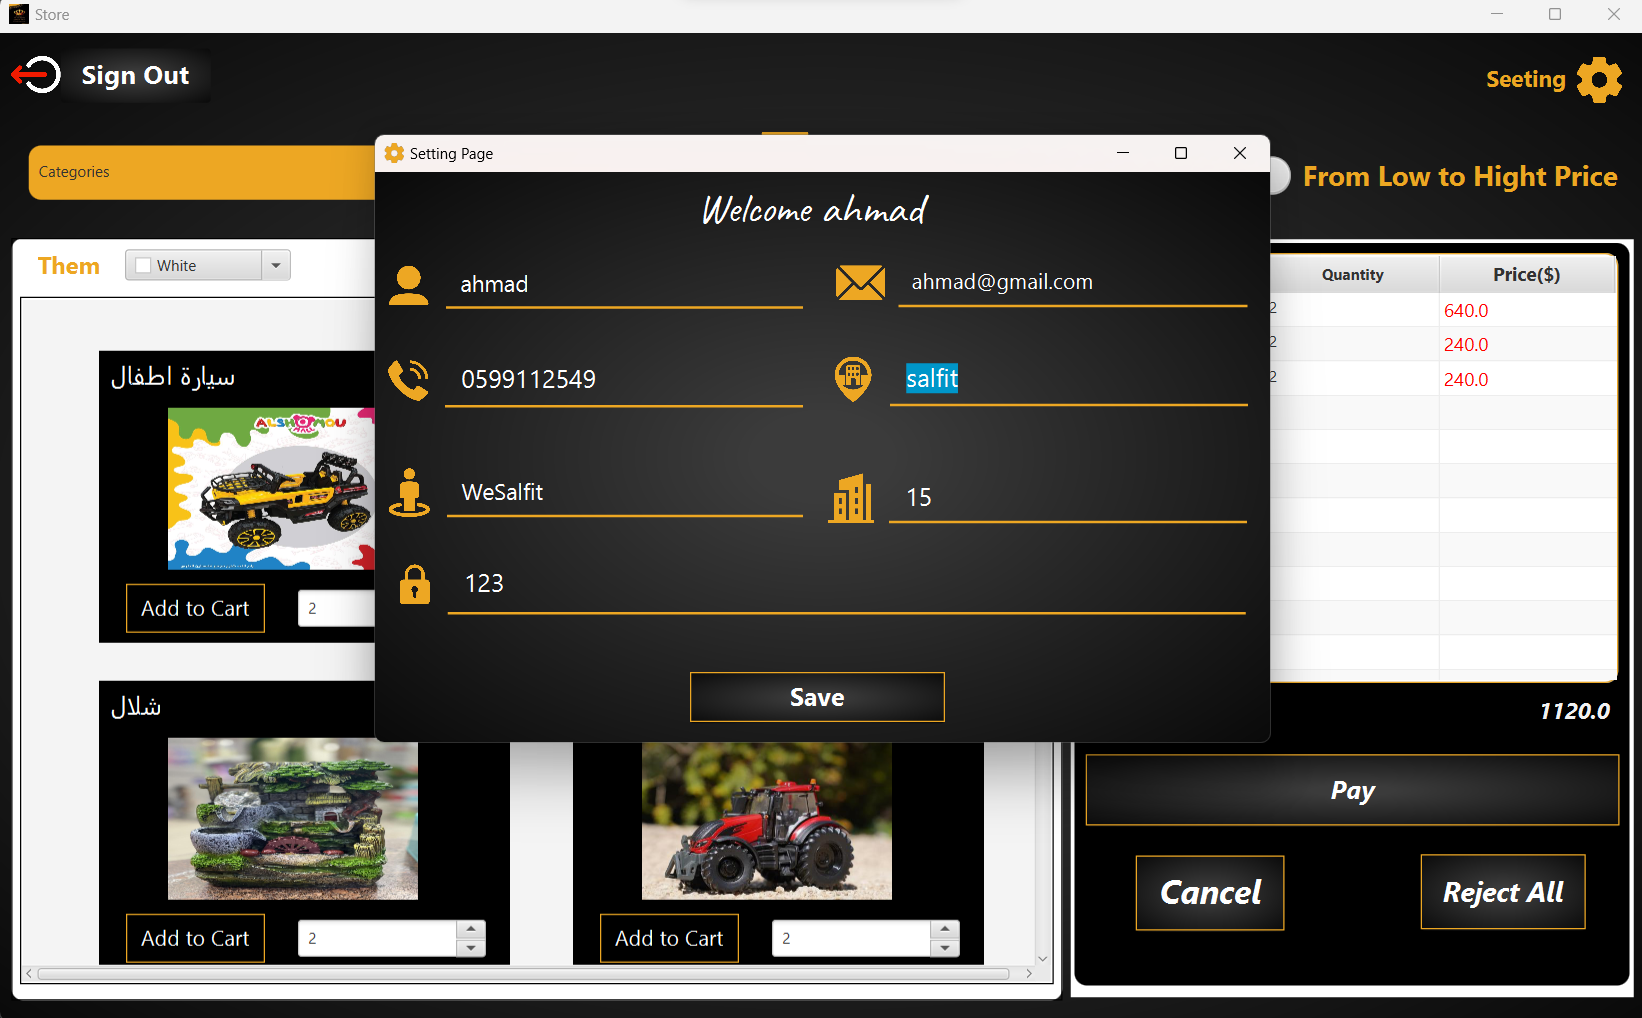 Store
Sign Out
Seeting
Categories
From Low to Hight Price
Setting Page
Welcome ahmad
ahmad
ahmad@gmail.com
0599112549
salfit
WeSalfit
15
123
Save
Them
White
سيارة اطفال
ALSHOMOU
MALL
Add to Cart
2
شلال
Add to Cart
2
Add to Cart
2
Quantity
Price($)
2
640.0
2
240.0
2
240.0
1120.0
Pay
Cancel
Reject All